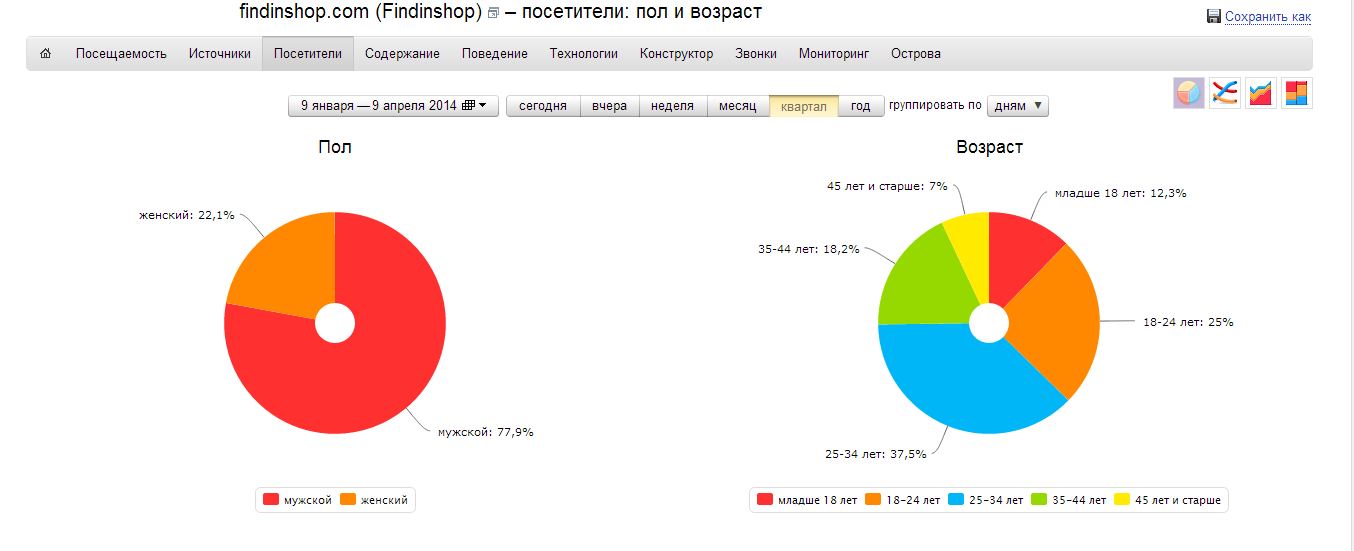 findinshop.com (Findinshop) – посетители: пол и возраст
Сохранить как
Посещаемость Источники Посетители Содержание Поведение Технологии Конструктор Звонки Мониторинг Острова
9 января — 9 апреля 2014 сегодня вчера неделя месяц квартал год группировать по дням
Пол
женский: 22,1%
мужской: 77,9%
мужской женский
Возраст
45 лет и старше: 7%
младше 18 лет: 12,3%
35-44 лет: 18,2%
18-24 лет: 25%
25-34 лет: 37,5%
младше 18 лет 18-24 лет 25-34 лет 35-44 лет 45 лет и старше